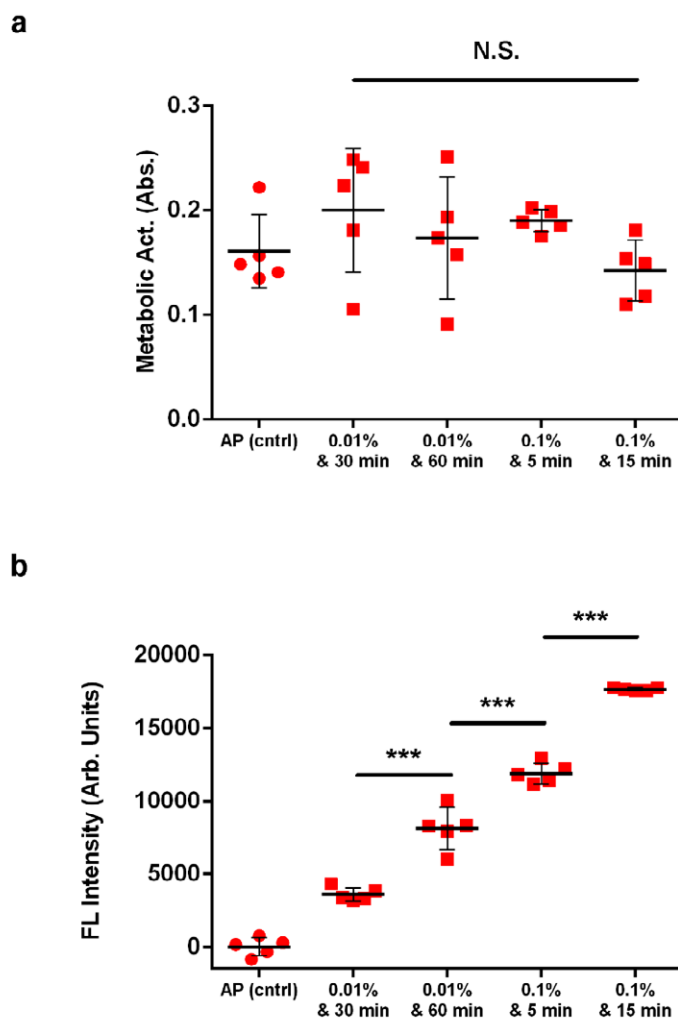 a
N.S.
Metabolic Act. (Abs.)
0.3
0.2
0.1
0.0
AP (cntrl)
0.01%
& 30 min
0.01%
& 60 min
0.1%
& 5 min
0.1%
& 15 min
b
FL Intensity (Arb. Units)
20000
15000
10000
5000
0
***
***
***
AP (cntrl)
0.01%
& 30 min
0.01%
& 60 min
0.1%
& 5 min
0.1%
& 15 min